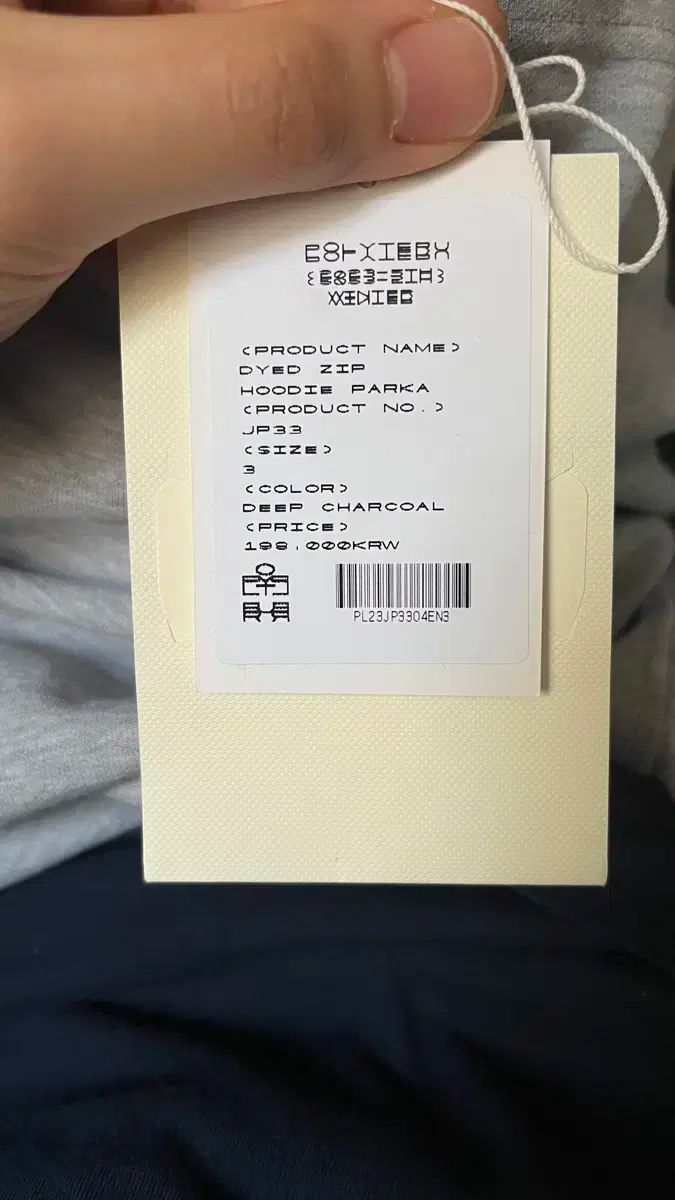 <PRODUCT NAME>
DYED ZIP
HOODIE PARKA
<PRODUCT NO.>
JP33
<SIZE>
3
<COLOR>
DEEP CHARCOAL
<PRICE>
198,000KRW
PL23JP3304EN3